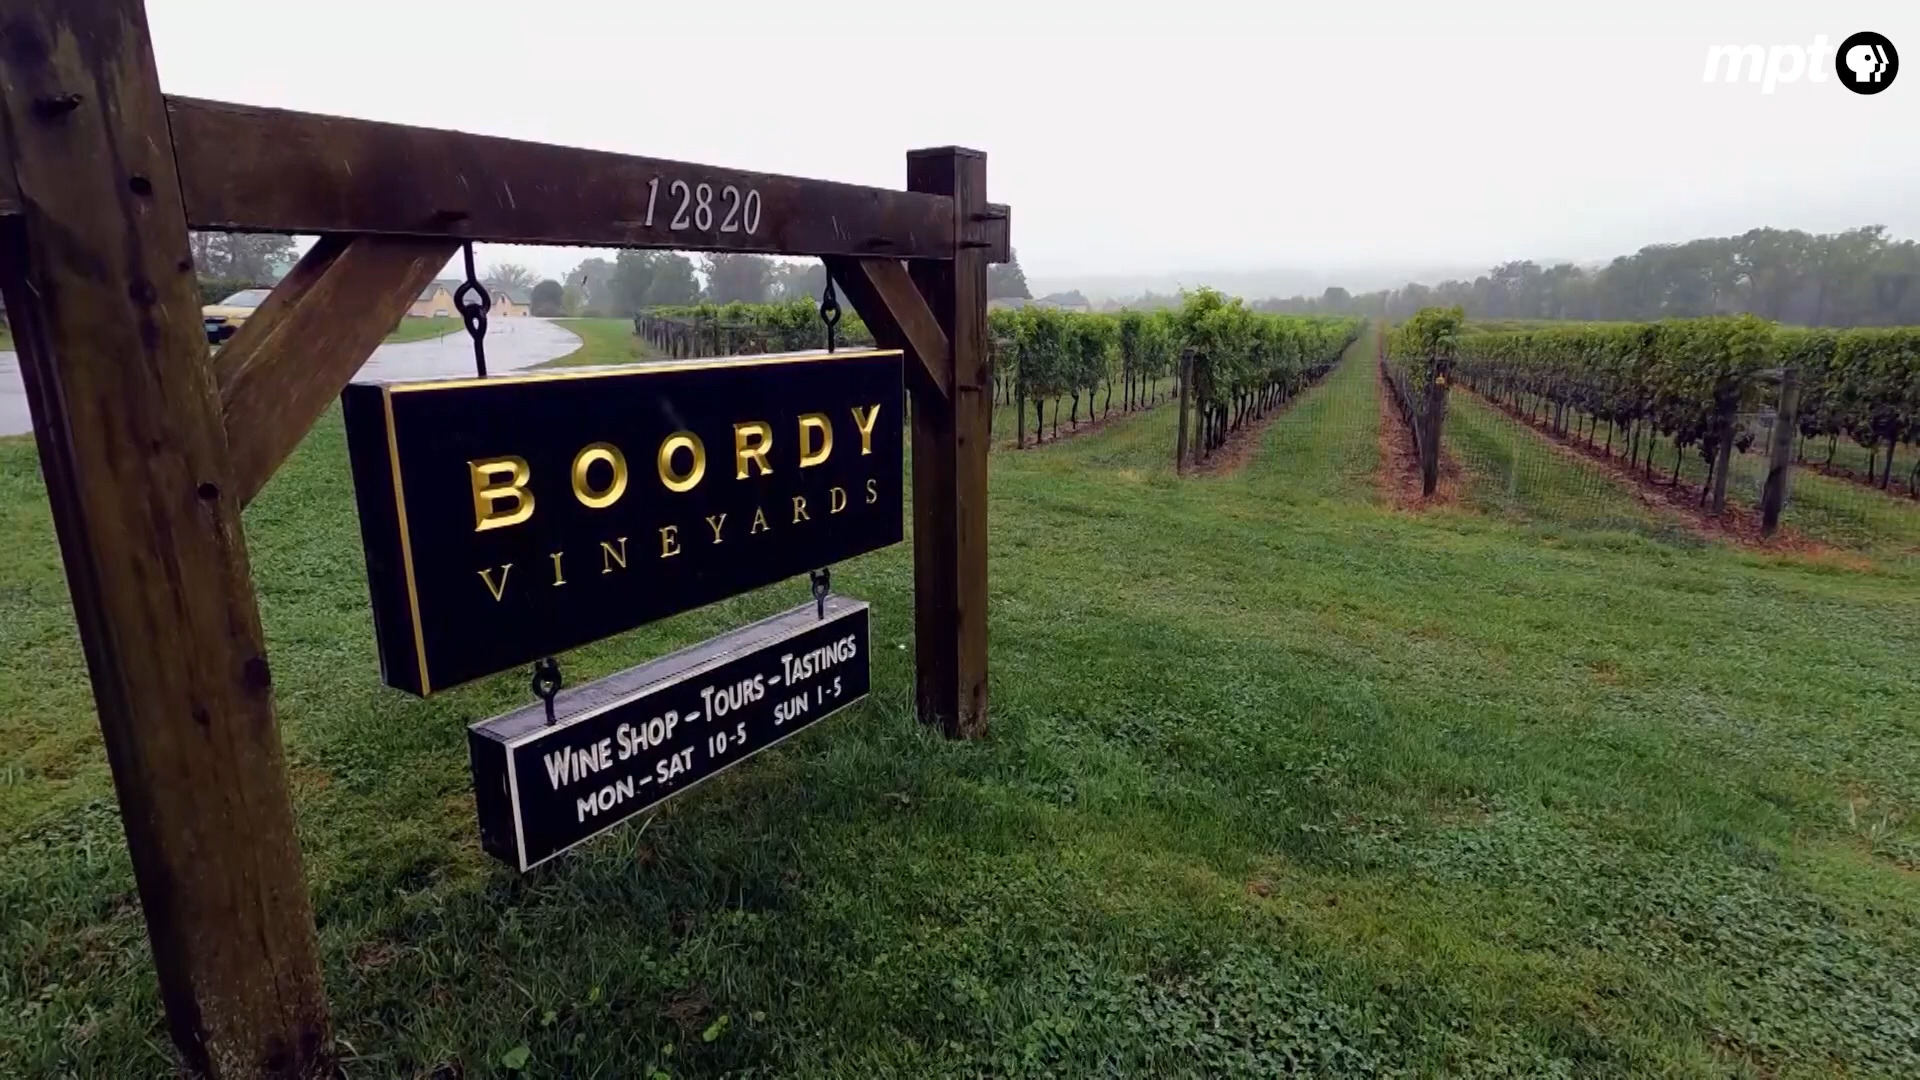 mpt
12820
BOORDY
VINEYARDS
WINE SHOP - TOURS - TASTINGS
MON - SAT 10-5 SUN 1-5